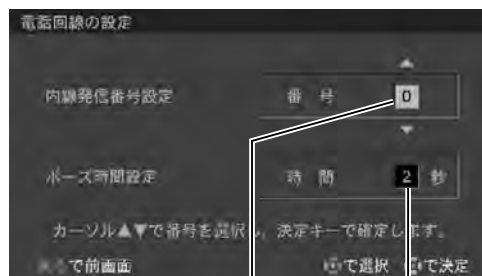 電話回線の設定
内線発信番号設定 番 号 0
ポーズ時間設定 時 間 2 秒
カーソル▲▼で番号を選択し、決定キーで確定します。
で前画面 で選択 で決定